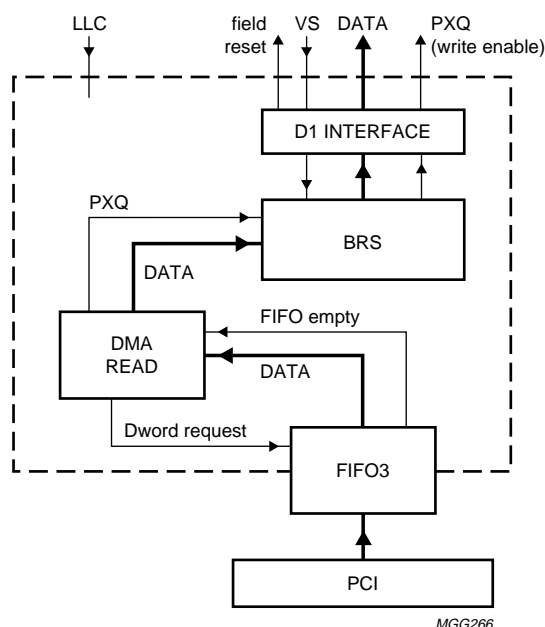 LLC
field
reset
VS
DATA
PXQ
(write enable)
D1 INTERFACE
PXQ
BRS
DATA
FIFO empty
DMA
READ
DATA
Dword request
FIFO3
PCI
MGG266